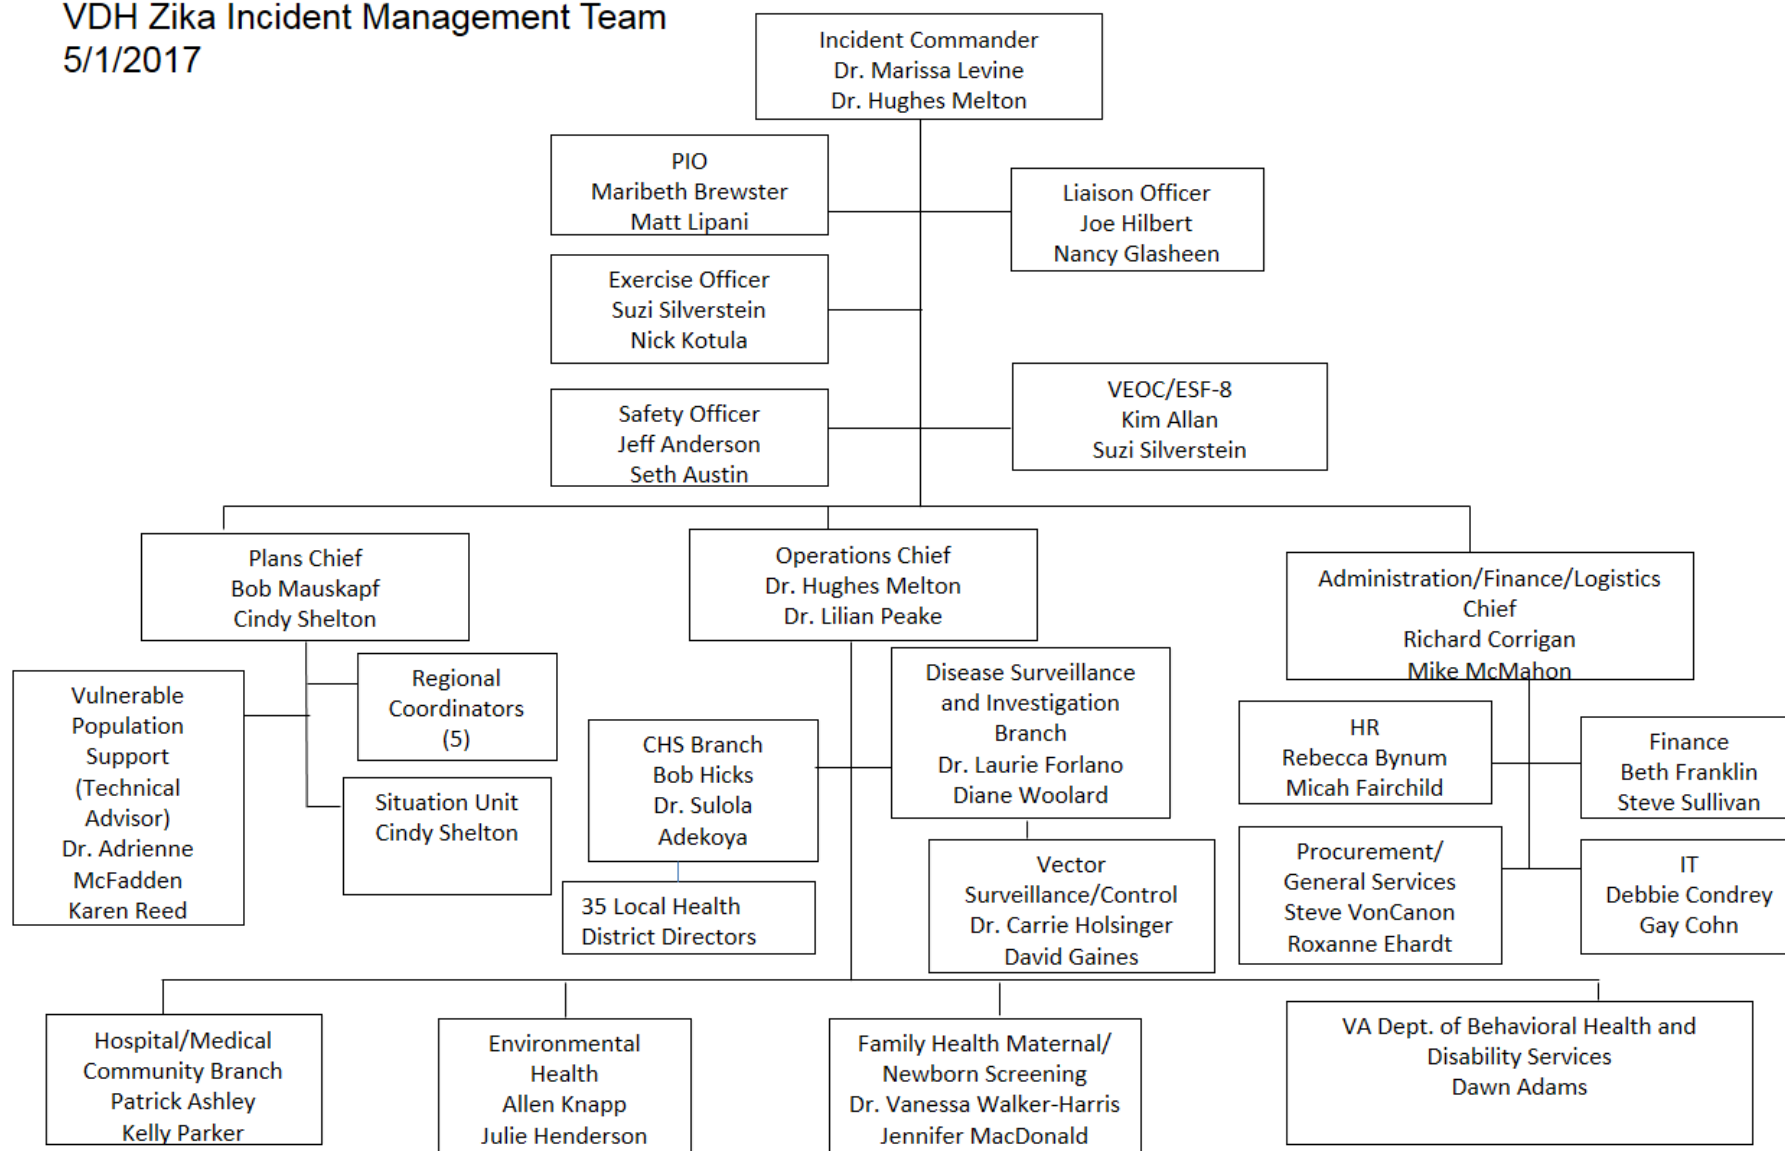 VDH Zika Incident Management Team
5/1/2017
Incident Commander
Dr. Marissa Levine
Dr. Hughes Melton
PIO
Maribeth Brewster
Matt Lipani
Liaison Officer
Joe Hilbert
Nancy Glasheen
Exercise Officer
Suzi Silverstein
Nick Kotula
Safety Officer
Jeff Anderson
Seth Austin
VEOC/ESF-8
Kim Allan
Suzi Silverstein
Plans Chief
Bob Mauskapf
Cindy Shelton
Operations Chief
Dr. Hughes Melton
Dr. Lilian Peake
Administration/Finance/Logistics
Chief
Richard Corrigan
Mike McMahon
Vulnerable
Population
Support
(Technical
Advisor)
Dr. Adrienne
McFadden
Karen Reed
Regional
Coordinators
(5)
Situation Unit
Cindy Shelton
CHS Branch
Bob Hicks
Dr. Sulola
Adekoya
35 Local Health
District Directors
Disease Surveillance
and Investigation
Branch
Dr. Laurie Forlano
Diane Woolard
Vector
Surveillance/Control
Dr. Carrie Holsinger
David Gaines
HR
Rebecca Bynum
Micah Fairchild
Finance
Beth Franklin
Steve Sullivan
Procurement/
General Services
Steve VonCanon
Roxanne Ehardt
IT
Debbie Condrey
Gay Cohn
Hospital/Medical
Community Branch
Patrick Ashley
Kelly Parker
Environmental
Health
Allen Knapp
Julie Henderson
Family Health Maternal/
Newborn Screening
Dr. Vanessa Walker-Harris
Jennifer MacDonald
VA Dept. of Behavioral Health and
Disability Services
Dawn Adams